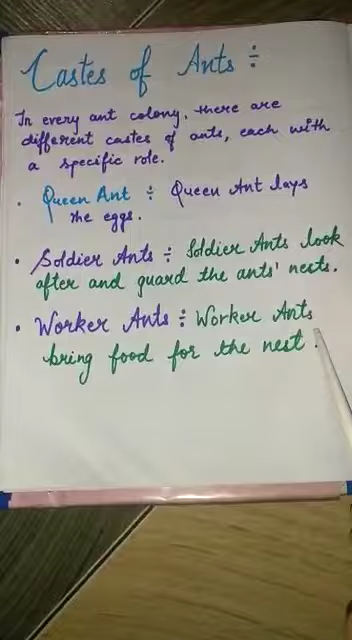 Castes of Ants ÷
In every ant colony, there are
different castes of ants, each with
a specific role.
• Queen Ant ÷ Queen Ant lays
the eggs.
• Soldier Ants ÷ Soldier Ants look
after and guard the ants' nests.
• Worker Ants ÷ Worker Ants
bring food for the nest.